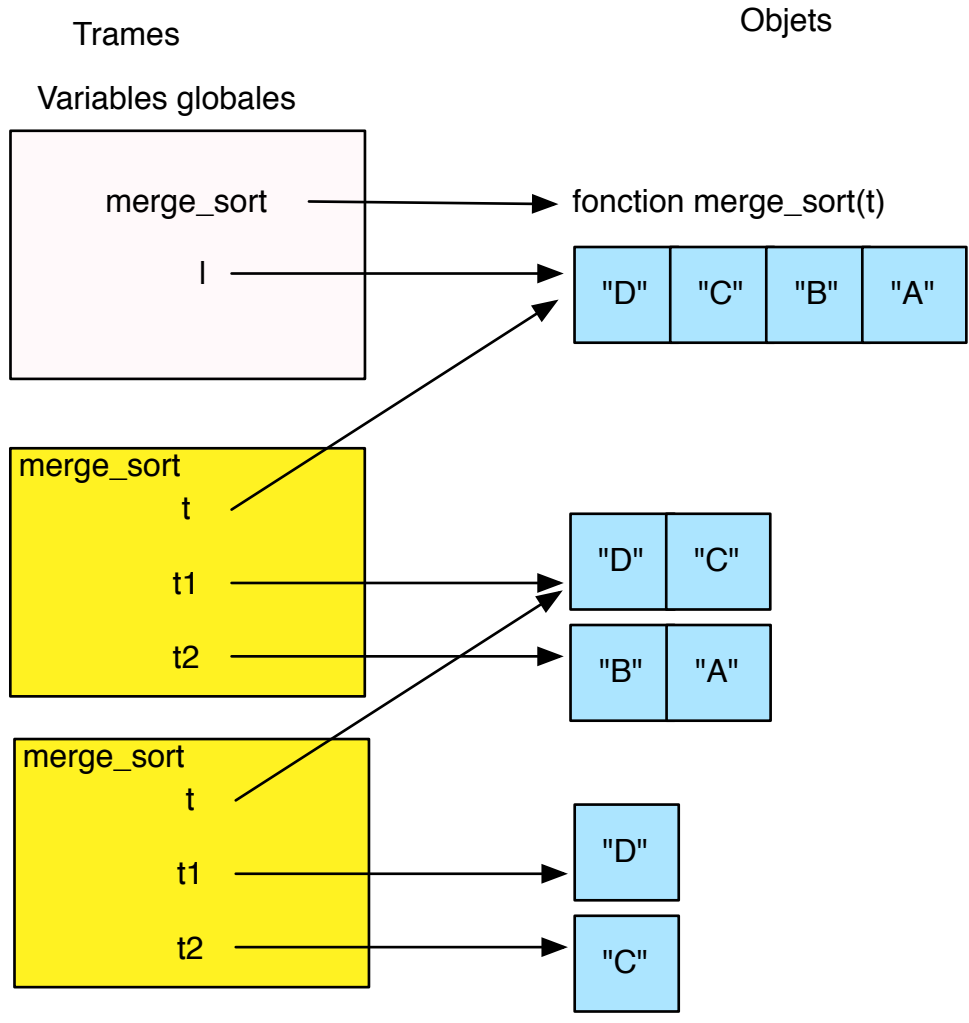 Trames
Objets
Variables globales
merge_sort
fonction merge_sort(t)
l
"D" "C" "B" "A"
merge_sort
t
t1
"D" "C"
t2
"B" "A"
merge_sort
t
t1
"D"
t2
"C"